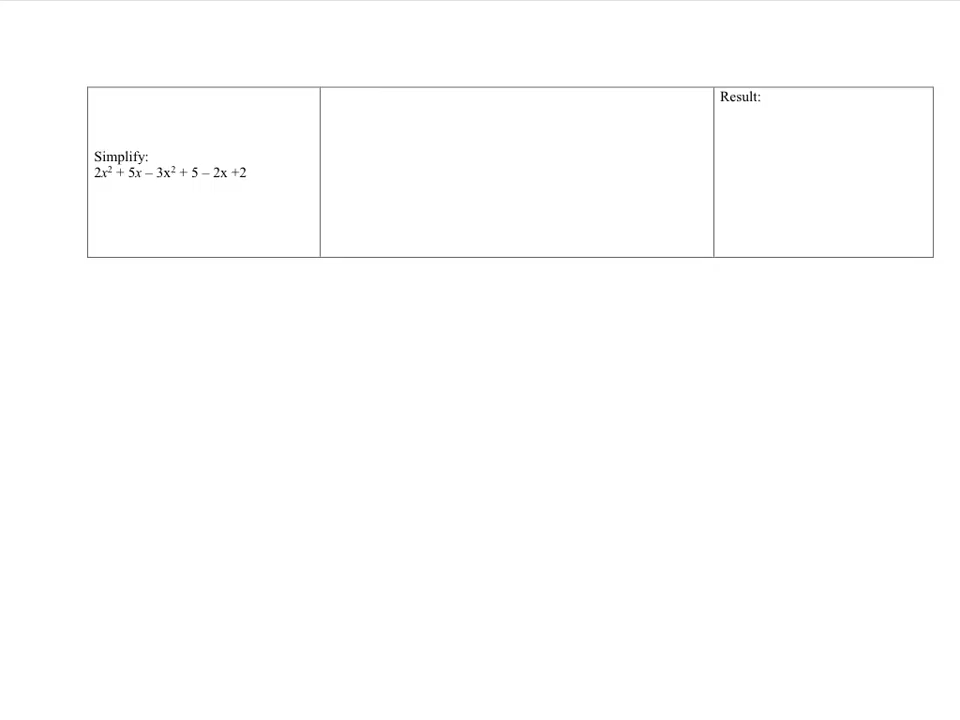 Simplify:
2x² + 5x – 3x² + 5 – 2x +2
Result: